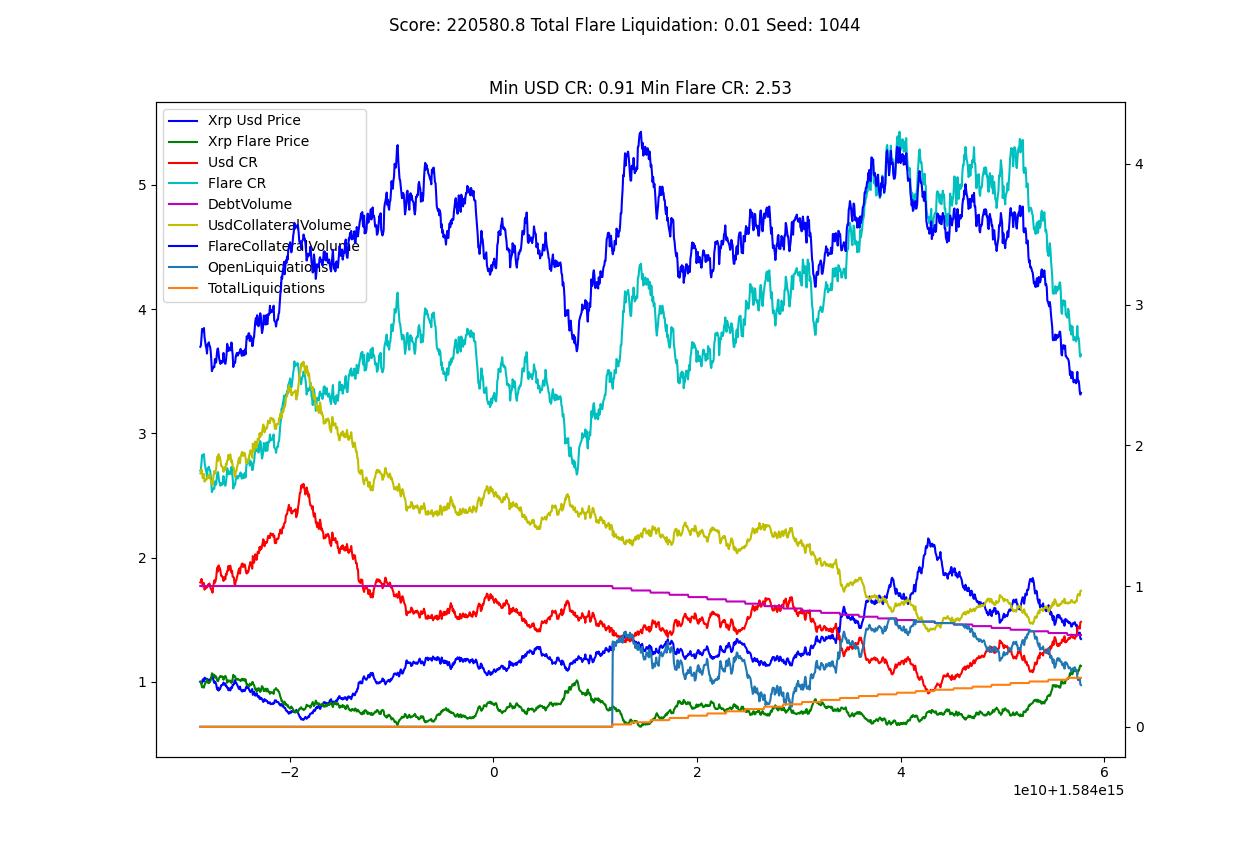 Score: 220580.8 Total Flare Liquidation: 0.01 Seed: 1044
Min USD CR: 0.91 Min Flare CR: 2.53
Xrp Usd Price
Xrp Flare Price
Usd CR
Flare CR
DebtVolume
UsdCollateralVolume
FlareCollateralVolume
OpenLiquidations
TotalLiquidations
5
4
3
2
1
4
3
2
1
0
−2
0
2
4
6
1e10+1.584e15